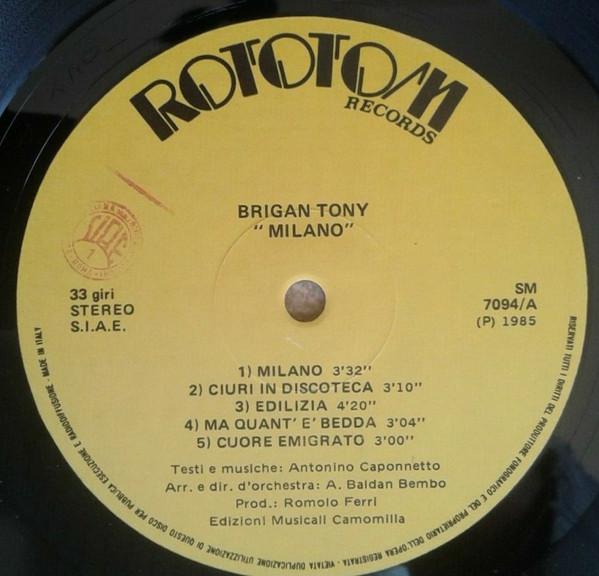 ROTOTOM
RECORDS
BRIGAN TONY
"MILANO"
33 giri
STEREO
S.I.A.E.
SM
7094/A
(P) 1985
1) MILANO 3'32''
2) CIURI IN DISCOTECA 3'10''
3) EDILIZIA 4'20''
4) MA QUANT'E' BEDDA 3'04''
5) CUORE EMIGRATO 3'00''
Testi e musiche: Antonino Caponnetto
Arr. e dir. d'orchestra: A. Baldan Bembo
Prod.: Romolo Ferri
Edizioni Musicali Camomilla
RISERVATI TUTTI I DIRITTI DEL PRODUTTORE FONOGRAFICO E DEL PROPRIETARIO DELL'OPERA REGISTRATA - VIETATA DUPLICAZIONE UTILIZZAZIONE DI QUESTO DISCO PER PUBBLICA ESECUZIONE E RADIODIFFUSIONE - MADE IN ITALY